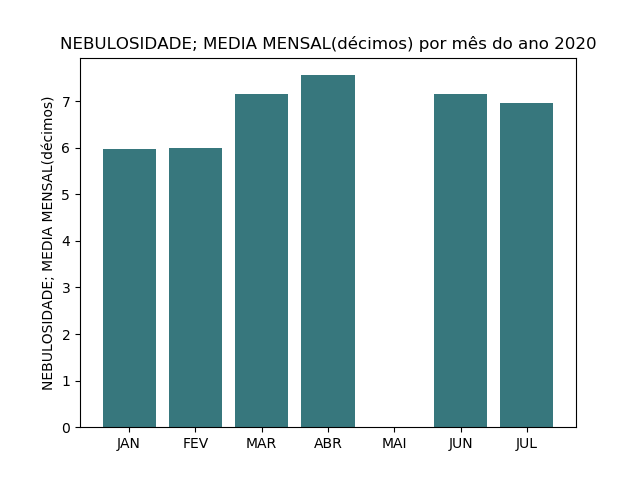 NEBULOSIDADE; MEDIA MENSAL(décimos) por mês do ano 2020
NEBULOSIDADE; MEDIA MENSAL(décimos)
7
6
5
4
3
2
1
0
JAN FEV MAR ABR MAI JUN JUL